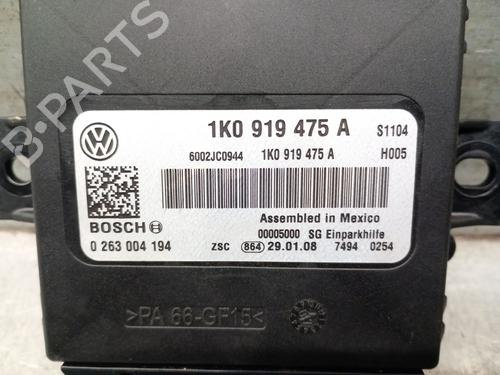 B-PARTS
1K0 919 475 A S1104
6002JC0944 1K0 919 475 A H005
BOSCH
0 263 004 194
Assembled in Mexico
00005000 SG Einparkhilfe
ZSC 864 29.01.08 7494 0254
>PA 66-GF15<